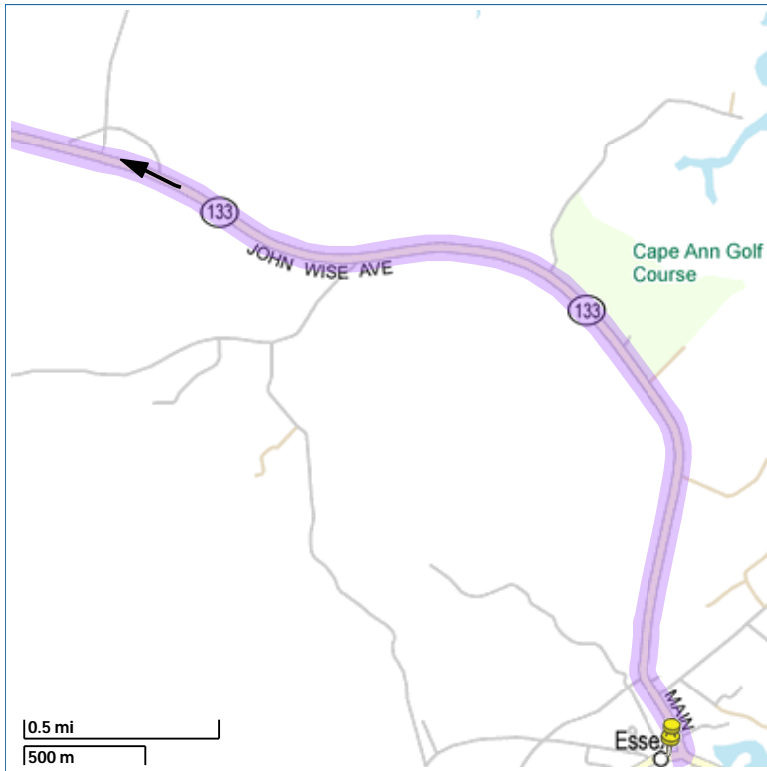 133
JOHN WISE AVE
Cape Ann Golf
Course
133
MAIN
0.5 mi
500 m